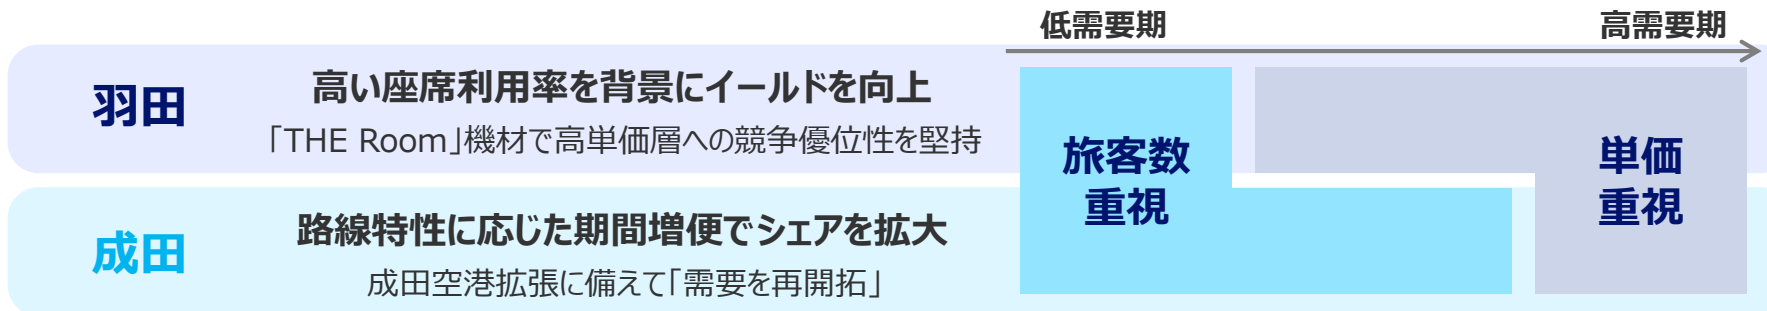 低需要期
高需要期
羽田
高い座席利用率を背景にイールドを向上
「THE Room」機材で高単価層への競争優位性を堅持
旅客数
重視
単価
重視
成田
路線特性に応じた期間増便でシェアを拡大
成田空港拡張に備えて「需要を再開拓」